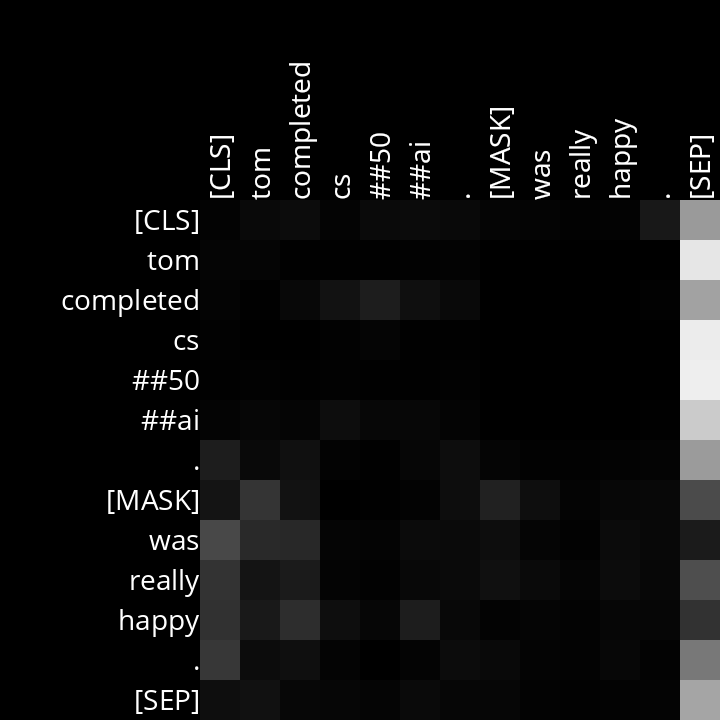 [CLS] tom completed cs ##50 ##ai . [MASK] was really happy . [SEP]
[CLS]
tom
completed
cs
##50
##ai
.
[MASK]
was
really
happy
.
[SEP]